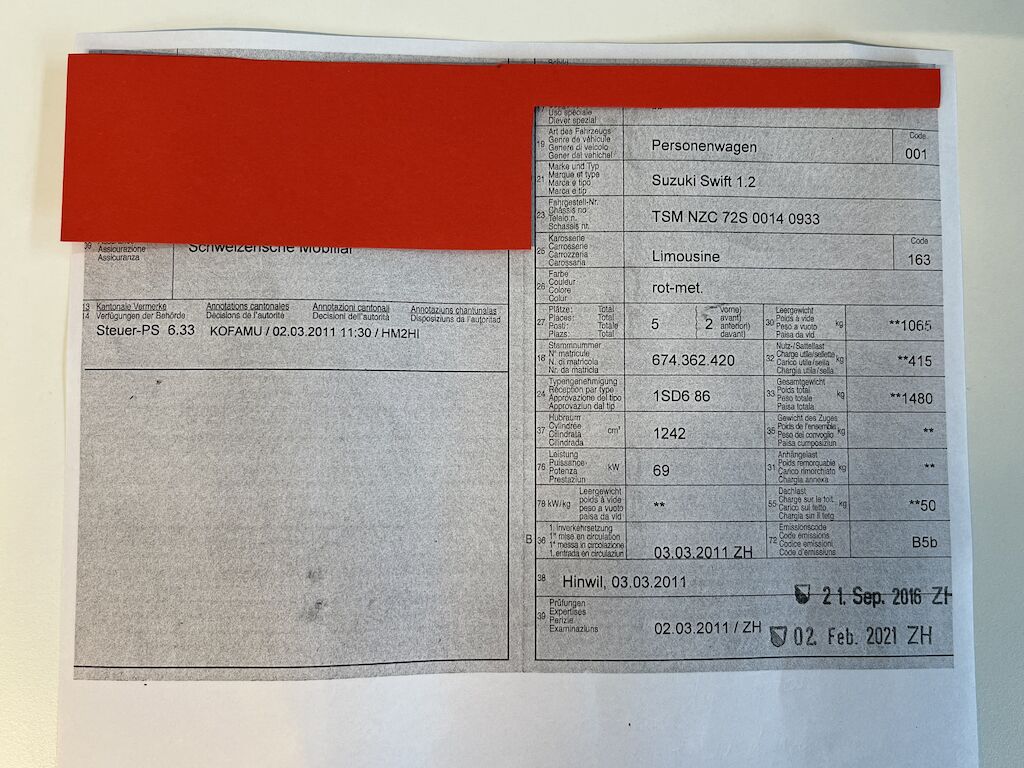 Uso speciale
Diever spezial
19 Art des Fahrzeugs
Genre de véhicule
Genere di veicolo
Gener dal vehichel
Personenwagen
Code
001
21 Marke und Typ
Marque et type
Marca e tipo
Marca e tip
Suzuki Swift 1.2
23 Fahrgestell-Nr.
Châssis no
Telaio n.
Schassis nr.
TSM NZC 72S 0014 0933
25 Karosserie
Carrosserie
Carrozzeria
Carossaria
Limousine
Code
163
26 Farbe
Couleur
Colore
Colur
rot-met.
27 Plätze: Total
Places: Total
Posti: Totale
Plazs: Total
5
2
Vorne)
avant)
anteriori)
davant)
30 Leergewicht
Poids à vide
Peso a vuoto
Paisa da vid
kg
**1065
18 Stammnummer
N° matricule
N. di matricola
Nr. da matricla
674.362.420
32 Nutz-/Sattellast
Charge utile/sellette
Carico utile/sella
Chargia utila/sella
kg
**415
24 Typengenehmigung
Réception par type
Approvazione del tipo
Approvaziun dal tip
1SD6 86
33 Gesamtgewicht
Poids total
Peso totale
Paisa totala
kg
**1480
37 Hubraum
Cylindrée
Cilindrata
Cilindrada
cm³
1242
35 Gewicht des Zuges
Poids de l'ensemble
Peso del convoglio
Paisa cumposiziun
kg
**
76 Leistung
Puissance
Potenza
Prestaziun
kW
69
31 Anhängelast
Poids remorquable
Carico rimorchiato
Chargia annexa
kg
**
78 kW/kg
Leergewicht
poids à vide
peso a vuoto
paisa da vid
**
55 Dachlast
Charge sur le toit
Carico sul tetto
Chargia sin il tetg
kg
**50
B 36 1. Inverkehrsetzung
1re mise en circulation
1a messa in circolazione
1. entrada en circulaziun
03.03.2011 ZH
72 Emissionscode
Code émissions
Codice emissioni
Code d'emissiuns
B5b
38 Hinwil, 03.03.2011
21. Sep. 2016 ZH
39 Prüfungen
Expertises
Perizie
Examinaziuns
02.03.2011 / ZH
02. Feb. 2021 ZH
09
Assicurazione
Assicuranza
Schweizerische Mobiliar
13 Kantonale Vermerke Annotations cantonales Annotazioni cantonali Annotaziuns chantunalas
14 Verfügungen der Behörde Décisions de l'autorité Decisioni dell'autorità Disposiziuns da l'autoritad
Steuer-PS 6.33 KOFAMU / 02.03.2011 11:30 / HM2HI